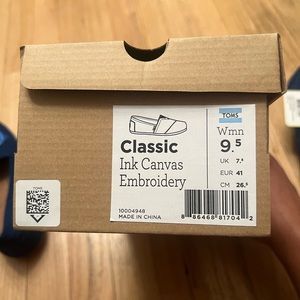 TOMS
Wmn
Classic
9.5
Ink Canvas
Embroidery
UK 7.5
EUR 41
CM 26.5
10004948
MADE IN CHINA
8 86468 81704 2
TOMS